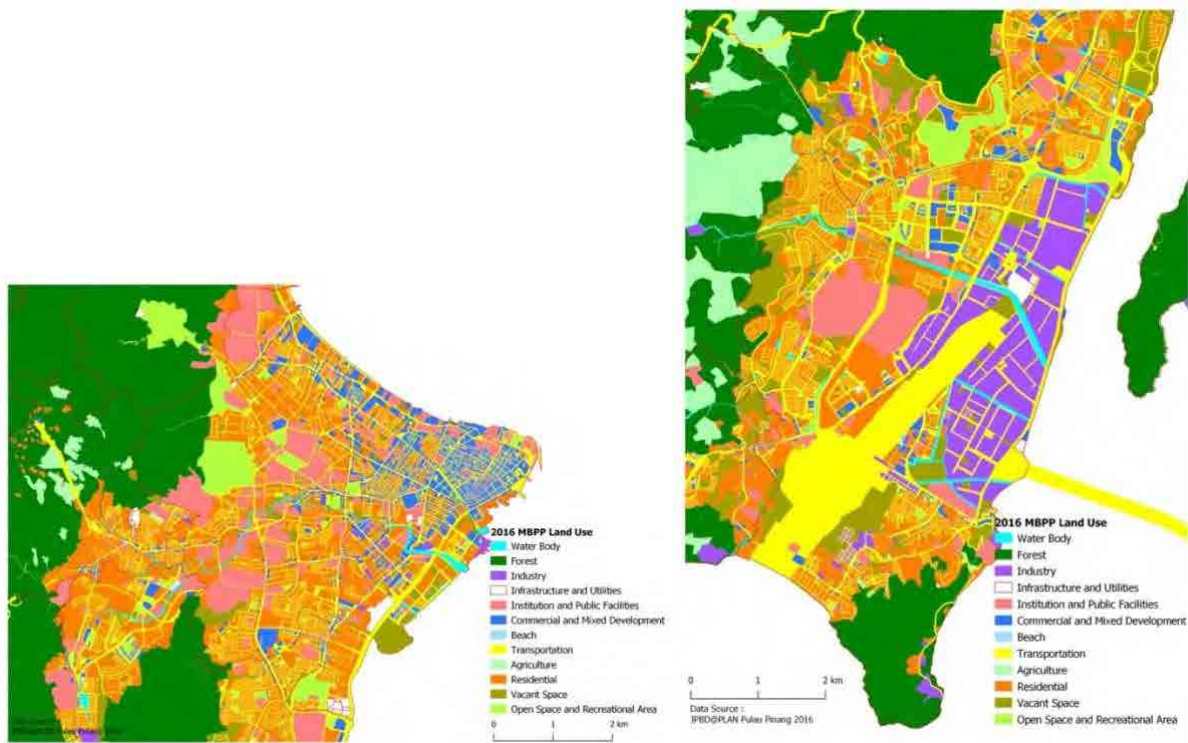 2016 MBPP Land Use
Water Body
Forest
Industry
Infrastructure and Utilities
Institution and Public Facilities
Commercial and Mixed Development
Beach
Transportation
Agriculture
Residential
Vacant Space
Open Space and Recreational Area
0 1 2 km
2016 MBPP Land Use
Water Body
Forest
Industry
Infrastructure and Utilities
Institution and Public Facilities
Commercial and Mixed Development
Beach
Transportation
Agriculture
Residential
Vacant Space
Open Space and Recreational Area
0 1 2 km
Data Source :
JPBD@PLAN Pulau Pinang 2016